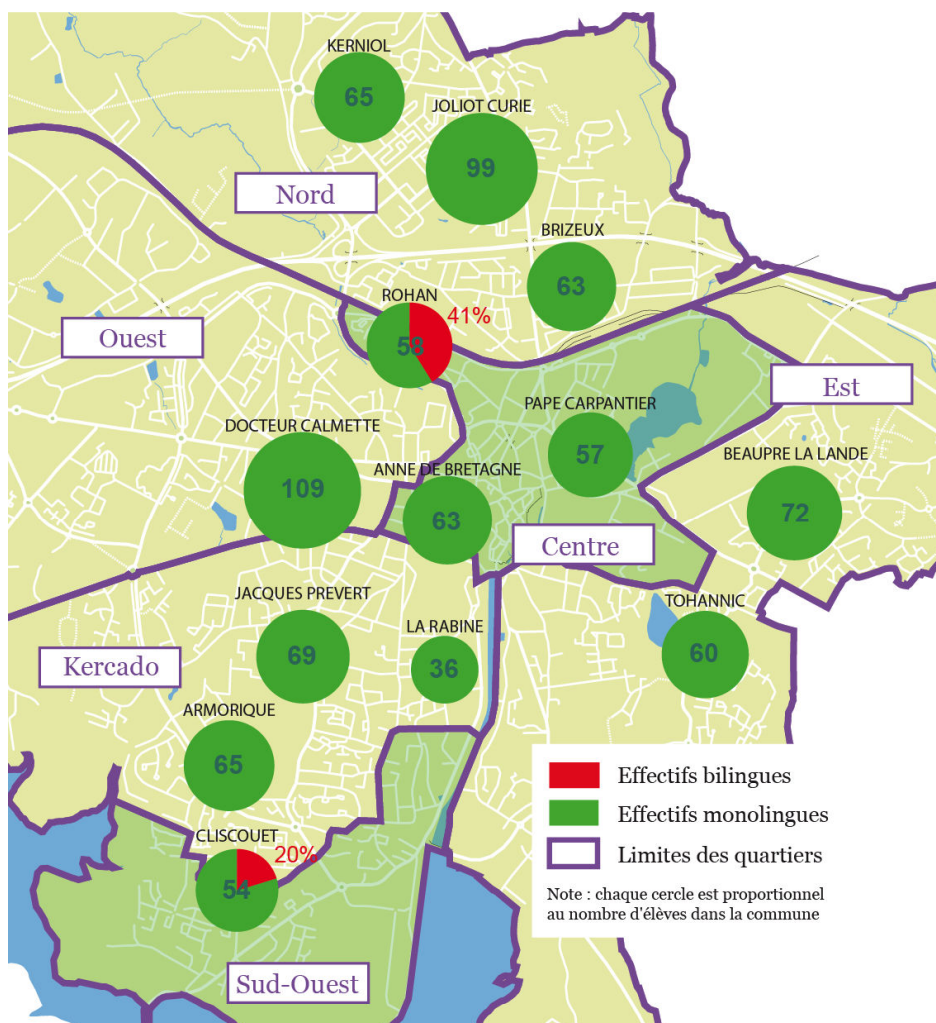 KERNIOL
65
JOLIOT CURIE
99
Nord
BRIZEUX
63
ROHAN
41%
58
Ouest
Est
PAPE CARPANTIER
57
DOCTEUR CALMETTE
109
ANNE DE BRETAGNE
63
BEAUPRE LA LANDE
72
Centre
JACQUES PREVERT
69
LA RABINE
36
TOHANNIC
60
Kercado
ARMORIQUE
65
CLISCOUET
20%
54
Sud-Ouest
Effectifs bilingues
Effectifs monolingues
Limites des quartiers
Note : chaque cercle est proportionnel
au nombre d'élèves dans la commune